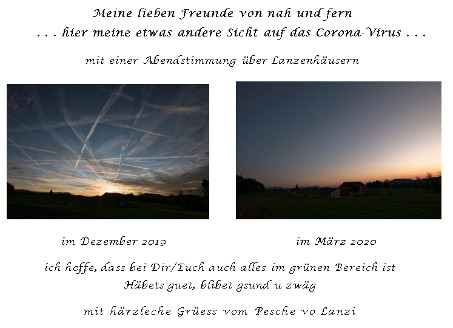 Meine lieben Freunde von nah und fern
. . . hier meine etwas andere Sicht auf das Corona-Virus . . .
mit einer Abendstimmung über Lanzenhäusern
im Dezember 2019
im März 2020
ich hoffe, dass bei Dir/Euch auch alles im grünen Bereich ist
Häbets guet, blibet gsund u zwäg
mit härzleche Grüess vom Pesche vo Lanzi